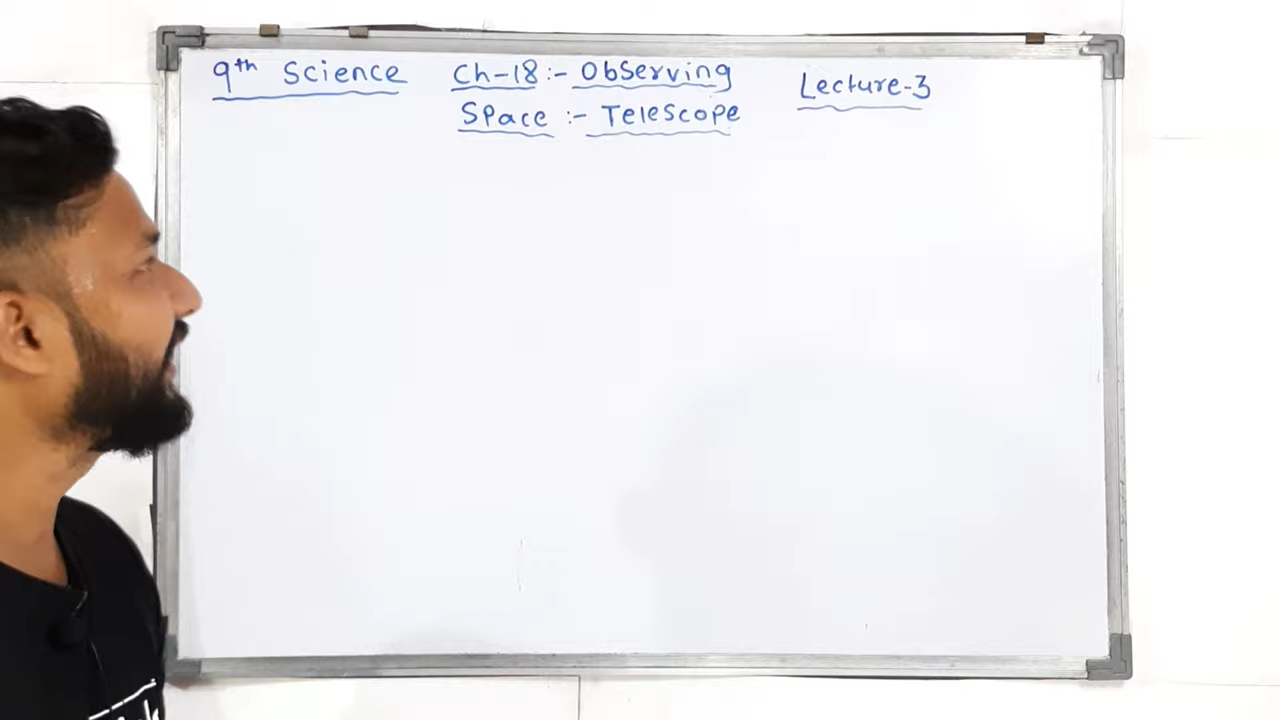 9th Science Ch-18:- Observing Lecture-3
Space :- Telescope